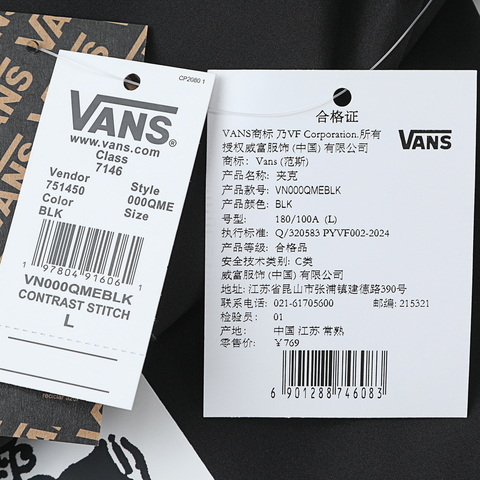 VANS
VANS
VANS
CP2080 1
VANS®
www.vans.com
Class
7146
Vendor
751450
Style
000QME
Color
BLK
Size
1 97804 91606 1
VN000QMEBLK
CONTRAST STITCH
L
合格证
VANS
VANS商标 乃VF Corporation.所有
授权威富服饰 (中国) 有限公司
商标: Vans (范斯)
产品名称: 夹克
产品款号: VN000QMEBLK
产品颜色: BLK
号型: 180/100A (L)
执行标准: Q/320583 PYVF002-2024
产品等级: 合格品
安全技术类别: C类
威富服饰 (中国) 有限公司
地址: 江苏省昆山市张浦镇建德路390号
联系电话: 021-61705600 邮编: 215321
检验员: 01
产地: 中国 江苏 常熟
零售价: ¥769
6 901288 746083